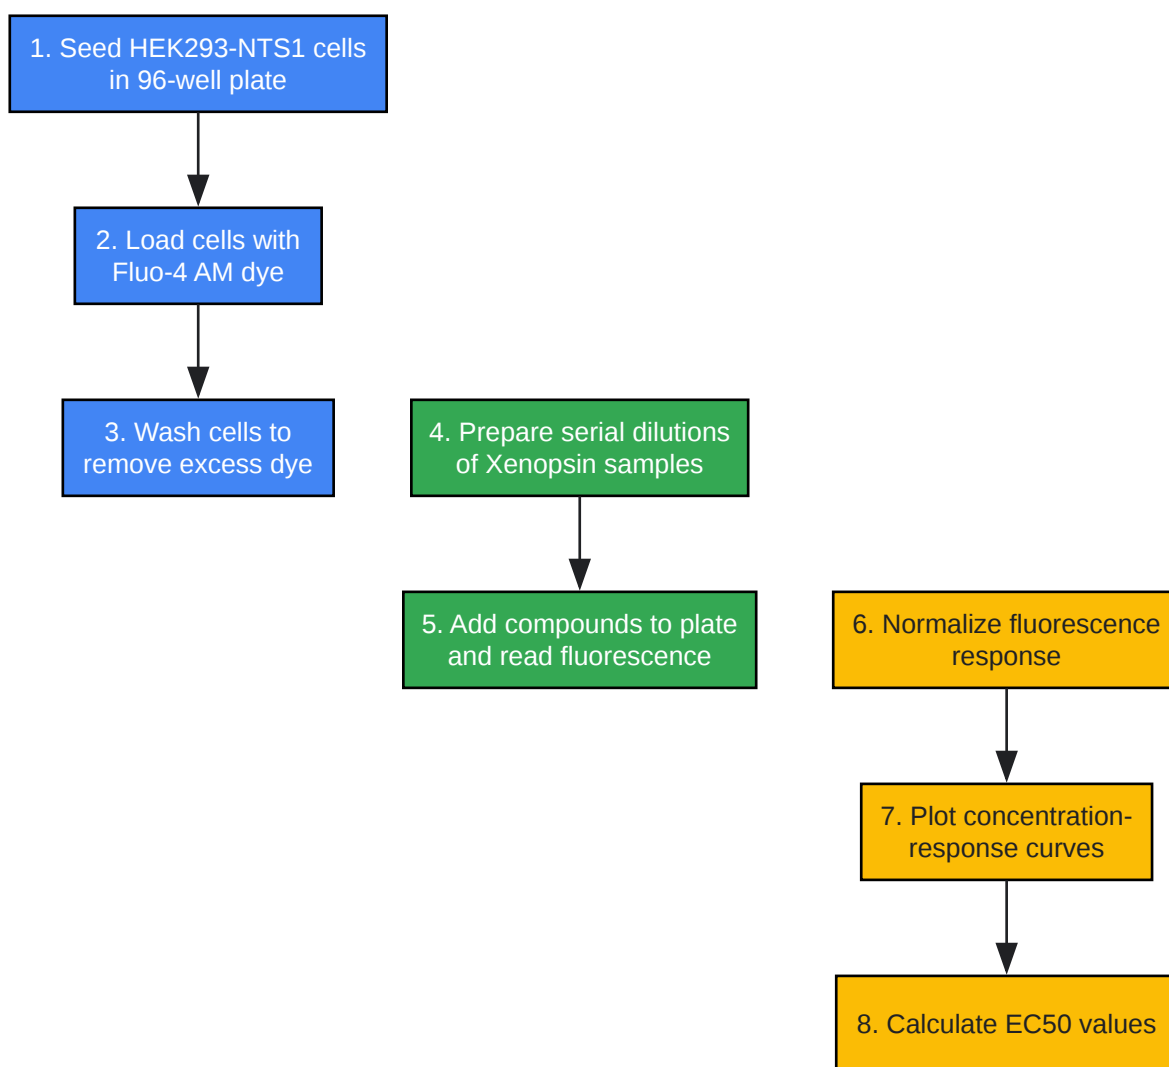 1. Seed HEK293-NTS1 cells
in 96-well plate
2. Load cells with
Fluo-4 AM dye
3. Wash cells to
remove excess dye
4. Prepare serial dilutions
of Xenopsin samples
5. Add compounds to plate
and read fluorescence
6. Normalize fluorescence
response
7. Plot concentration-
response curves
8. Calculate EC50 values